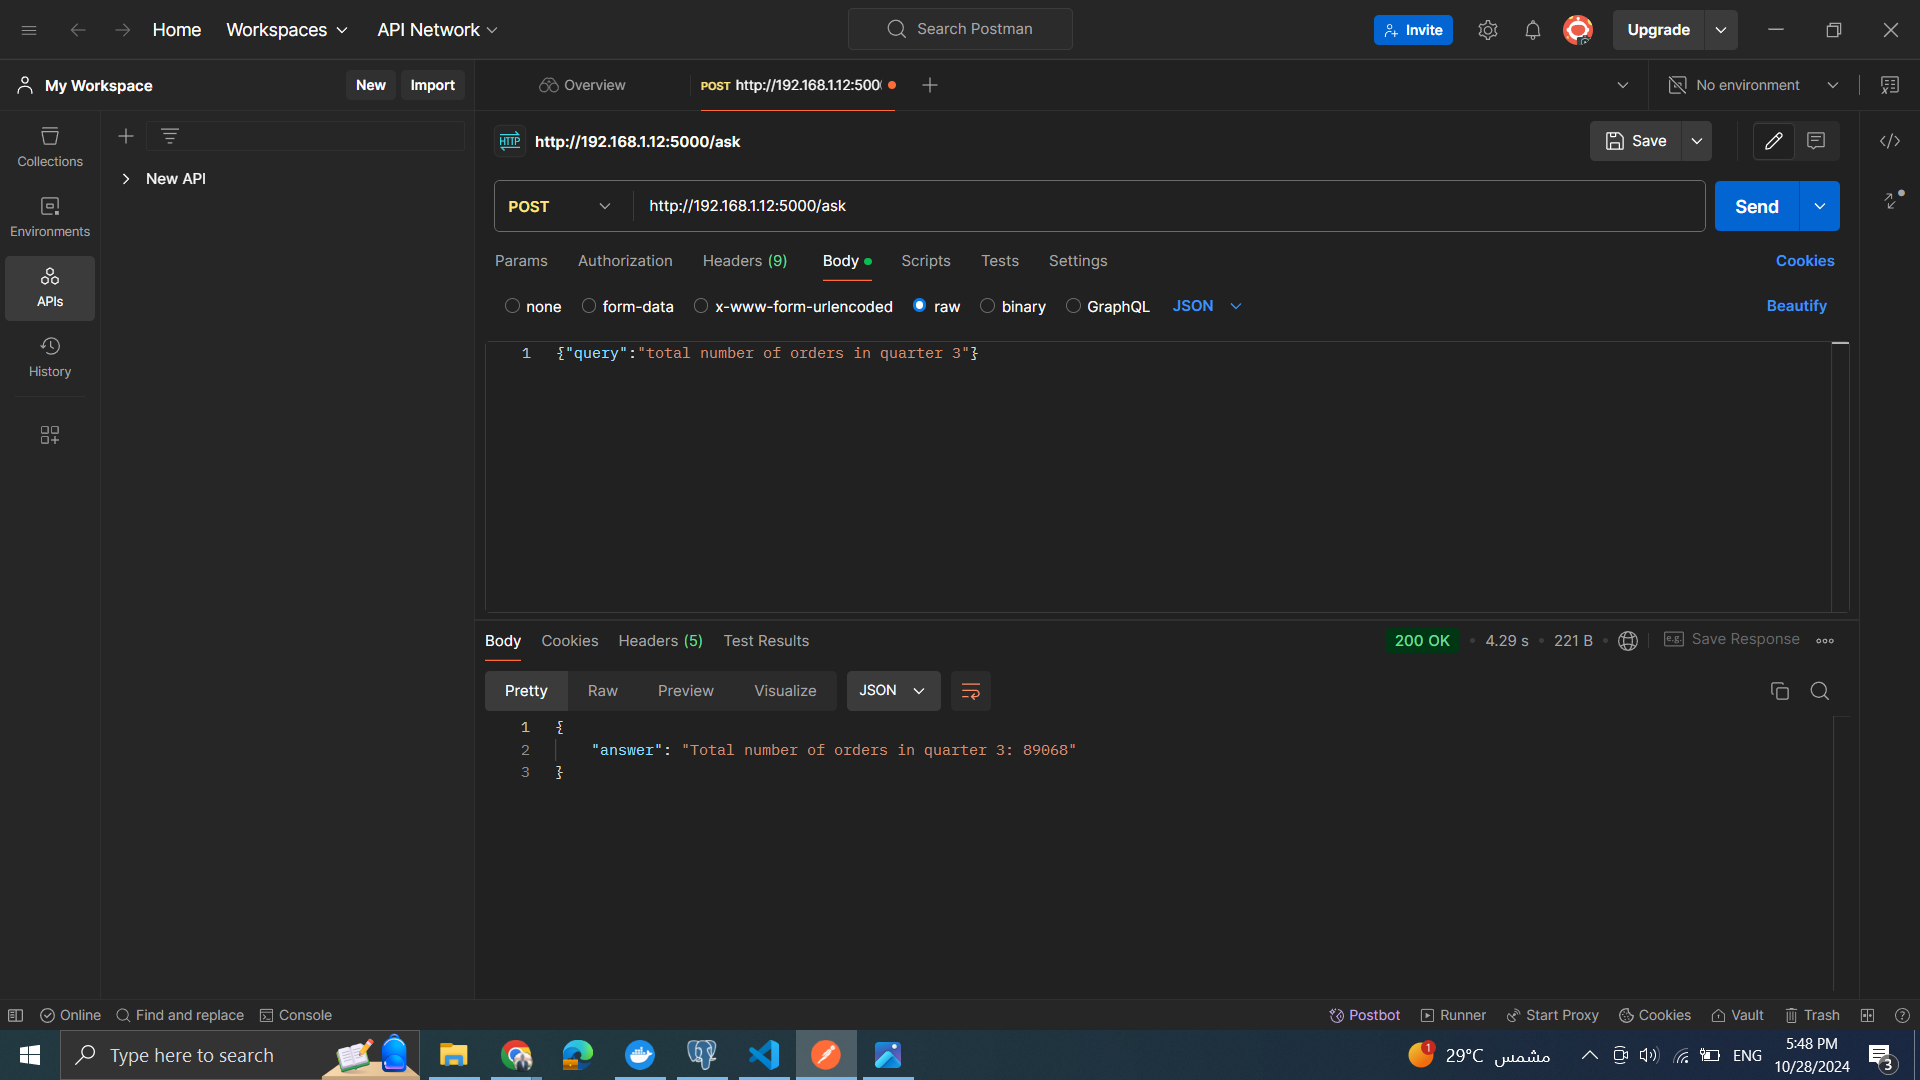 Home Workspaces API Network Search Postman Invite Upgrade
My Workspace New Import Overview POST http://192.168.1.12:500 No environment
Collections
New API
Environments
APIs
History
HTTP http://192.168.1.12:5000/ask Save
POST http://192.168.1.12:5000/ask Send
Params Authorization Headers (9) Body Scripts Tests Settings Cookies
none form-data x-www-form-urlencoded raw binary GraphQL JSON Beautify
1 {"query":"total number of orders in quarter 3"}
Body Cookies Headers (5) Test Results 200 OK 4.29 s 221 B e.g. Save Response
Pretty Raw Preview Visualize JSON
1 {
2 "answer": "Total number of orders in quarter 3: 89068"
3 }
Online Find and replace Console Postbot Runner Start Proxy Cookies Vault Trash
Type here to search 1 29°C مشمس ENG 5:48 PM
10/28/2024 3